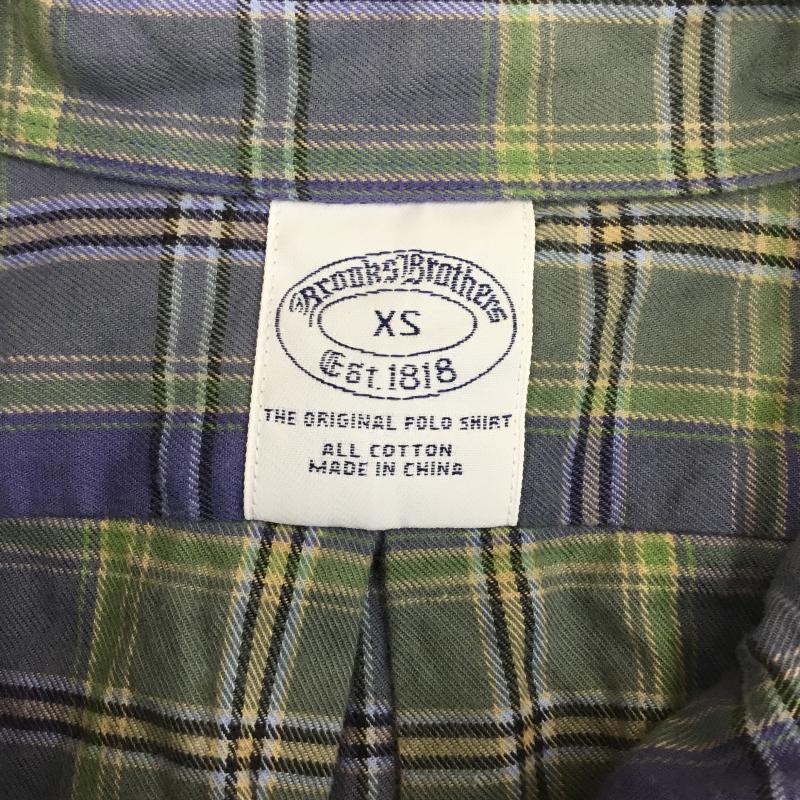 Brooks Brothers
XS
Est. 1818
THE ORIGINAL POLO SHIRT
ALL COTTON
MADE IN CHINA